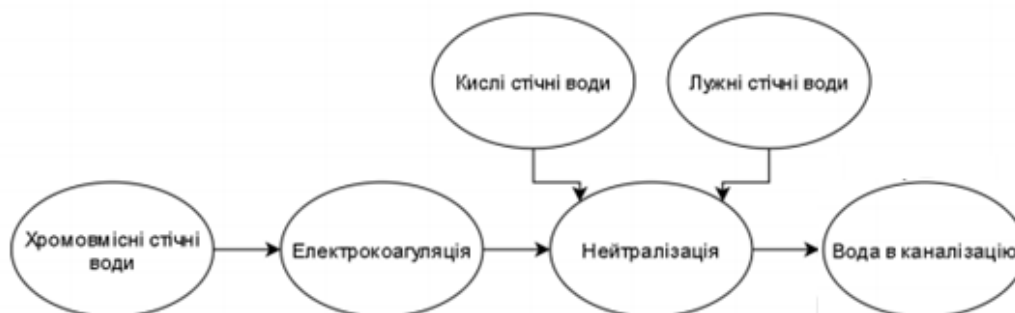 Кислі стічні води
Лужні стічні води
Хромовмісні стічні
води
Електрокоагуляція
Нейтралізація
Вода в каналізацію